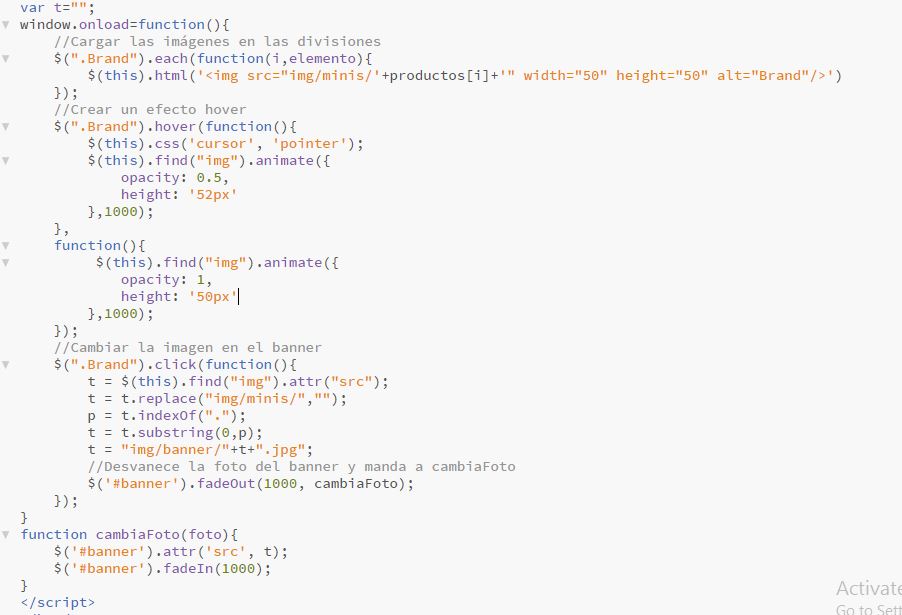 var t="";
window.onload=function(){
    //Cargar las imágenes en las divisiones
    $(".Brand").each(function(i,elemento){
        $(this).html('<img src="img/minis/'+productos[i]+'" width="50" height="50" alt="Brand"/>')
    });
    //Crear un efecto hover
    $(".Brand").hover(function(){
        $(this).css('cursor', 'pointer');
        $(this).find("img").animate({
            opacity: 0.5,
            height: '52px'
        },1000);
    },
    function(){
         $(this).find("img").animate({
            opacity: 1,
            height: '50px'
        },1000);
    });
    //Cambiar la imagen en el banner
    $(".Brand").click(function(){
        t = $(this).find("img").attr("src");
        t = t.replace("img/minis/","");
        p = t.indexOf(".");
        t = t.substring(0,p);
        t = "img/banner/"+t+".jpg";
        //Desvanece la foto del banner y manda a cambiaFoto
        $('#banner').fadeOut(1000, cambiaFoto);
    });
}
function cambiaFoto(foto){
    $('#banner').attr('src', t);
    $('#banner').fadeIn(1000);
}
</script>
Activate
Go to Sett